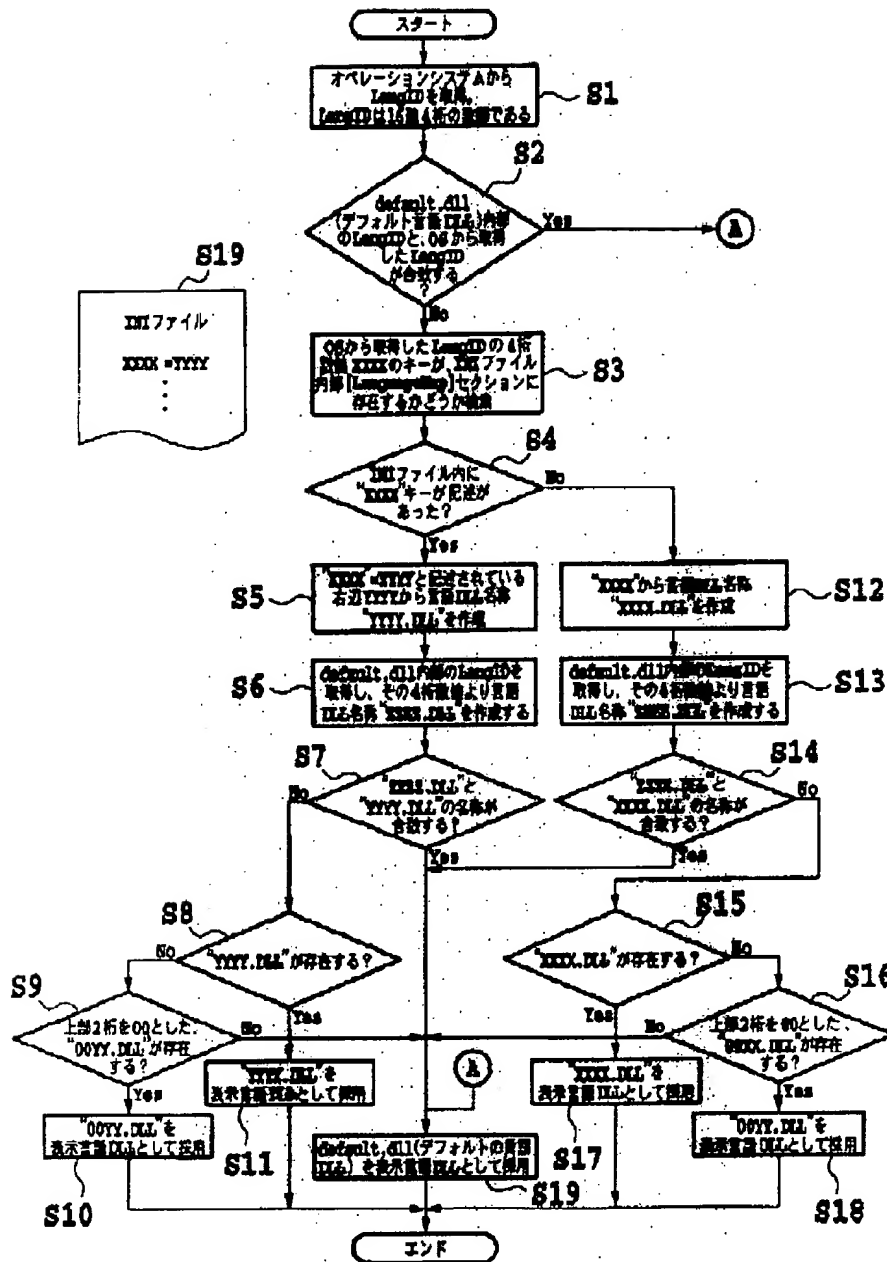 スタート
オペレーションシステムから
LangIDを取得。
LangIDは16進4桁の数値である
S1
S2
default.dll
(デフォルト言語DLL)内部
のLangIDと、OSから取得
したLangID
が合致する
?
Yes
A
No
S19
INIファイル
XXXX =YYYY
OSから取得したLangIDの4桁
数値XXXXのキーが、INIファイル
内部[LanguageMap]セクションに
存在するかどうか検索
S3
S4
INIファイル内に
"XXXX"キーが記述が
あった?
No
Yes
S5
"XXXX"=YYYYと記述されている
右辺YYYYから言語DLL名称
"YYYY.DLL"を作成
"XXXX"から言語DLL名称
"XXXX.DLL"を作成
S12
S6
default.dll内部のLangIDを
取得し、その4桁数値より言語
DLL名称を作成する
default.dll内部のLangIDを
取得し、その4桁数値より言語
DLL名称を作成する
S13
S7
No
"YYYY.DLL"の名称が
合致する?
Yes
S14
"XXXX.DLL"の名称が
合致する?
No
Yes
S8
No
"YYYY.DLL"が存在する?
Yes
S15
"XXXX.DLL"が存在する?
No
Yes
S9
上部2桁を00とした、
"00YY.DLL"が存在
する?
No
Yes
S16
No
上部2桁を00とした、
が存在
する?
Yes
"YYYY.DLL"を
表示言語DLLとして採用
S11
A
"XXXX.DLL"を
表示言語DLLとして採用
S17
"00YY.DLL"を
表示言語DLLとして採用
S10
default.dll(デフォルトの言語
DLL)を表示言語DLLとして採用
S19
"00YY.DLL"を
表示言語DLLとして採用
S18
エンド